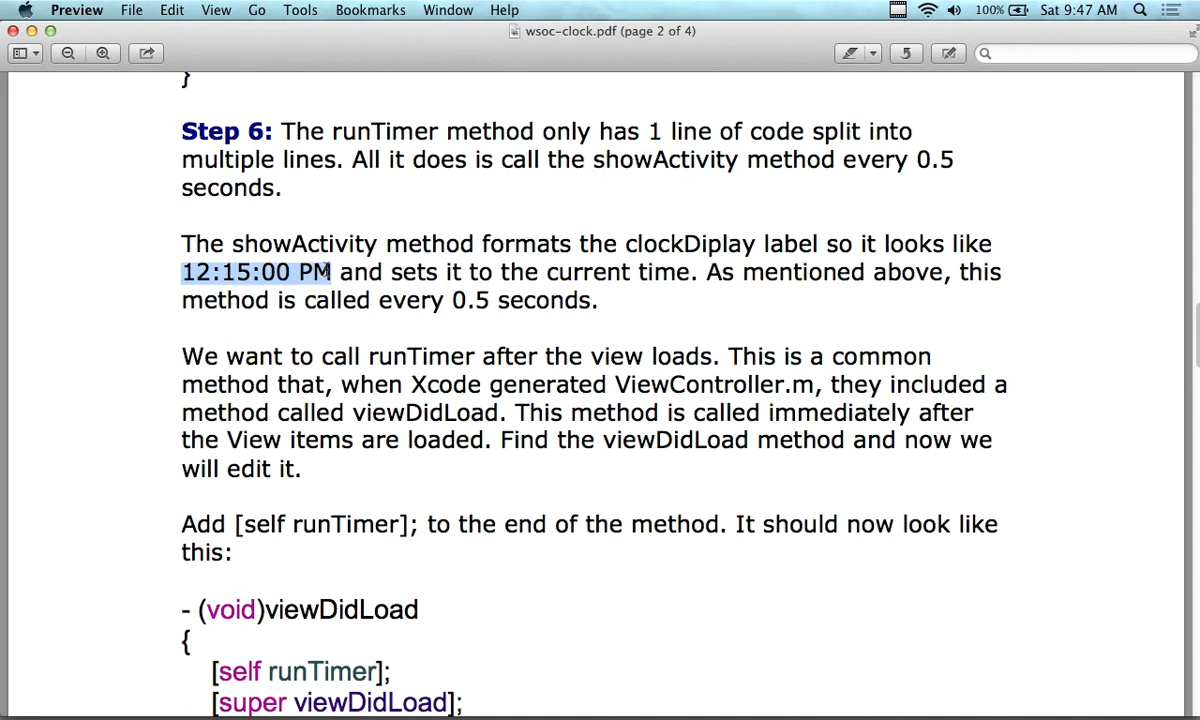 Preview File Edit View Go Tools Bookmarks Window Help 100% Sat 9:47 AM
wsoc-clock.pdf (page 2 of 4)
}
Step 6: The runTimer method only has 1 line of code split into
multiple lines. All it does is call the showActivity method every 0.5
seconds.
The showActivity method formats the clockDiplay label so it looks like
12:15:00 PM and sets it to the current time. As mentioned above, this
method is called every 0.5 seconds.
We want to call runTimer after the view loads. This is a common
method that, when Xcode generated ViewController.m, they included a
method called viewDidLoad. This method is called immediately after
the View items are loaded. Find the viewDidLoad method and now we
will edit it.
Add [self runTimer]; to the end of the method. It should now look like
this:
- (void)viewDidLoad
{
[self runTimer];
[super viewDidLoad];